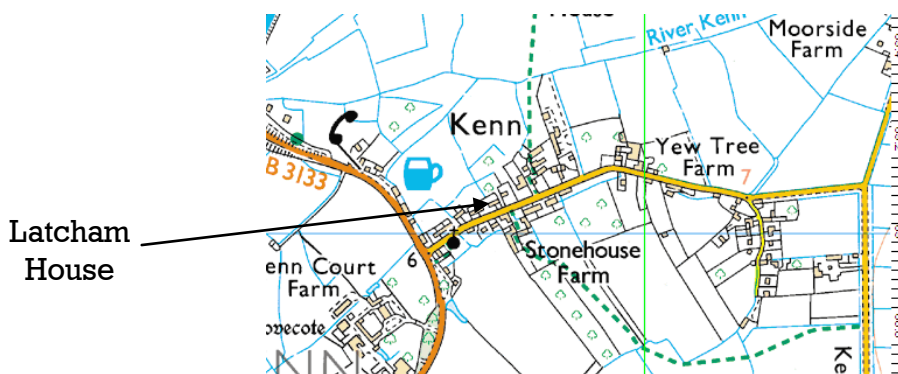 House
River Kenn
Moorside
Farm
Kenn
B 3133
Yew Tree
Farm
7
Latcham
House
6
Stonehouse
Farm
enn Court
Farm
ovecote
NN
Ke